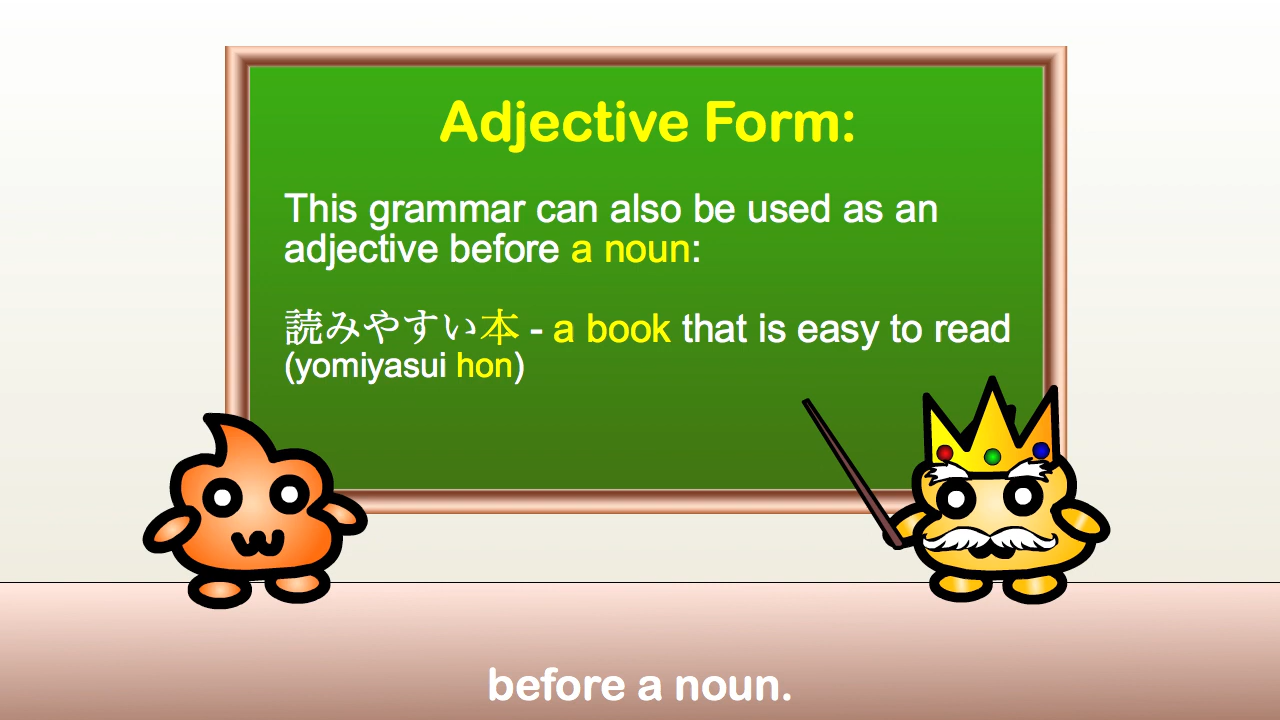 Adjective Form:
This grammar can also be used as an
adjective before a noun:
読みやすい本 - a book that is easy to read
(yomiyasui hon)
before a noun.